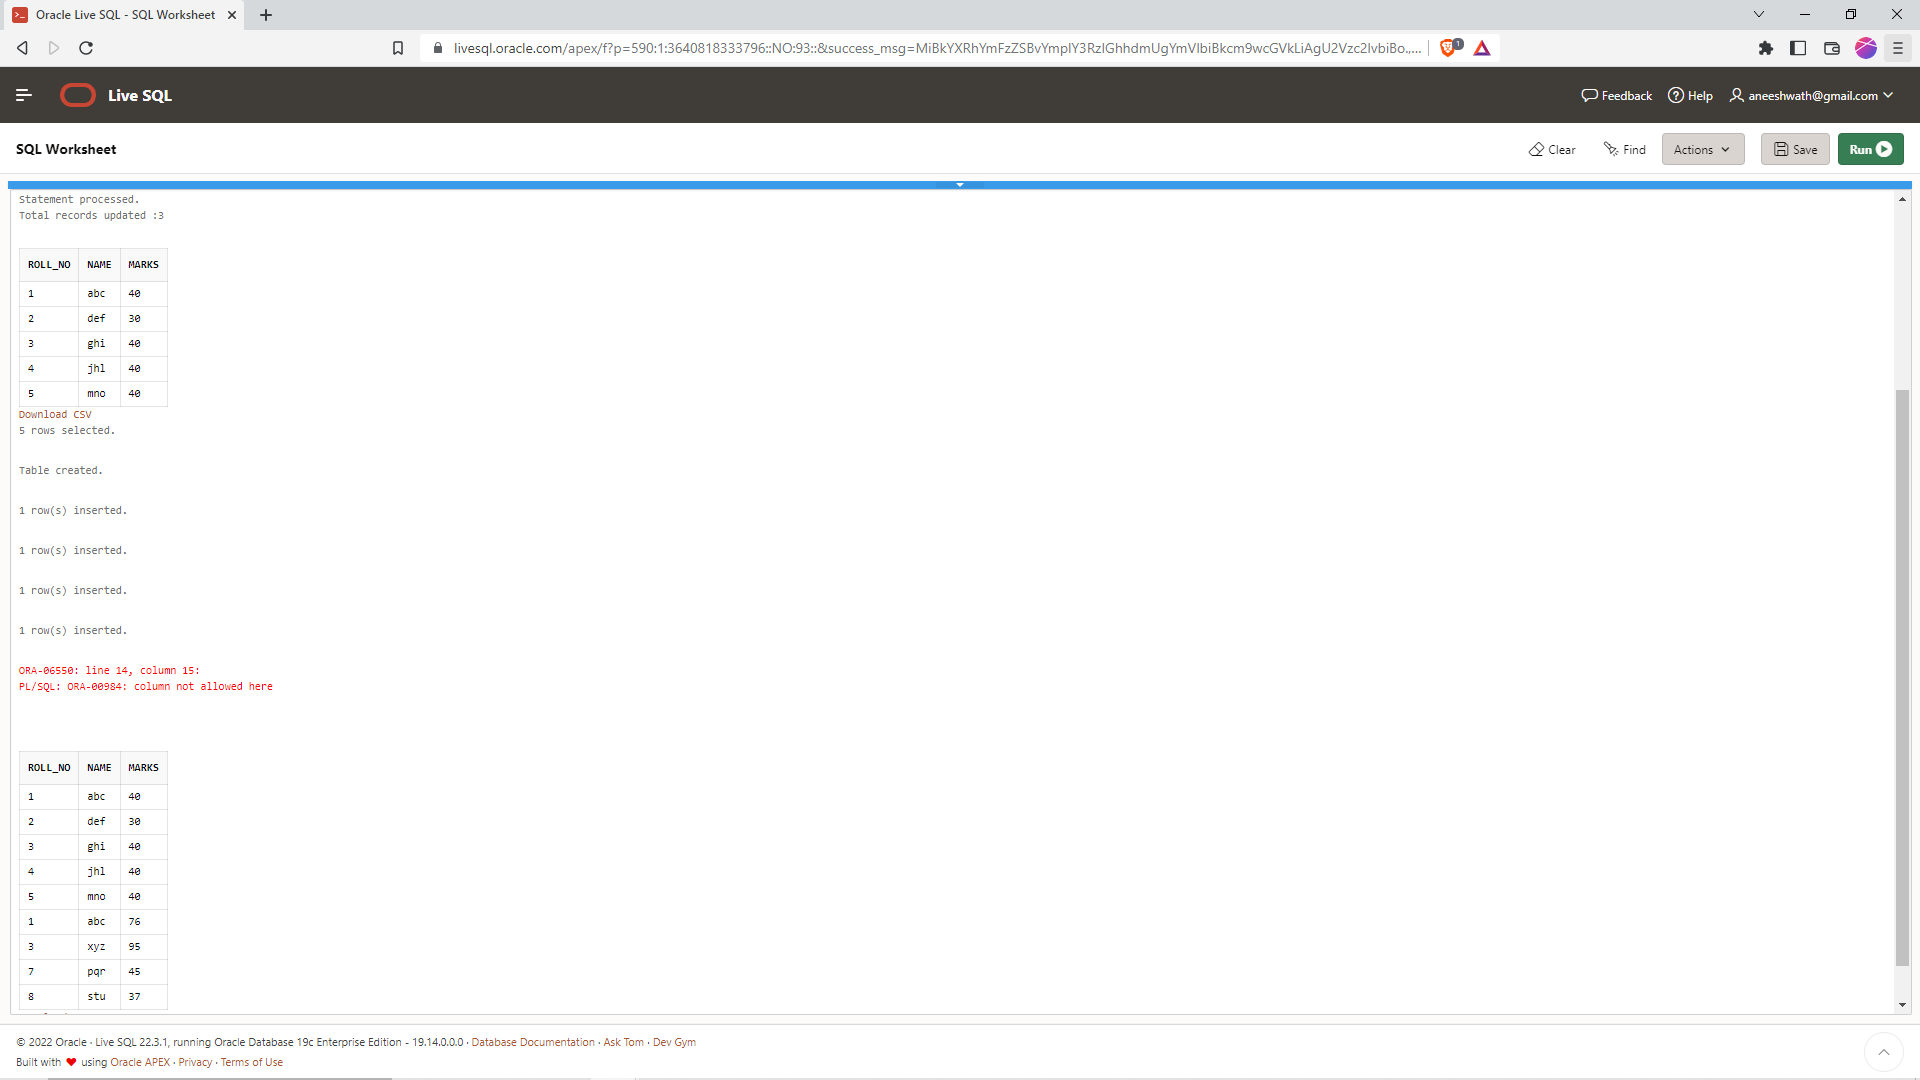 Oracle Live SQL - SQL Worksheet
livesql.oracle.com/apex/f?p=590:1:3640818333796::NO:93::&success_msg=MiBkYXRhYmFzZSBvYmplY3RzIGhhdmUgYmVlbiBkcm9wcGVkLiAgU2Vzc2lvbiBo.,...
1
Live SQL
Feedback
Help
aneeshwath@gmail.com
SQL Worksheet
Clear
Find
Actions
Save
Run
Statement processed.
Total records updated :3
ROLL_NO NAME MARKS
1 abc 40
2 def 30
3 ghi 40
4 jhl 40
5 mno 40
Download CSV
5 rows selected.
Table created.
1 row(s) inserted.
1 row(s) inserted.
1 row(s) inserted.
1 row(s) inserted.
ORA-06550: line 14, column 15:
PL/SQL: ORA-00984: column not allowed here
ROLL_NO NAME MARKS
1 abc 40
2 def 30
3 ghi 40
4 jhl 40
5 mno 40
1 abc 76
3 xyz 95
7 pqr 45
8 stu 37
© 2022 Oracle · Live SQL 22.3.1, running Oracle Database 19c Enterprise Edition - 19.14.0.0.0 · Database Documentation · Ask Tom · Dev Gym
Built with ❤ using Oracle APEX · Privacy · Terms of Use